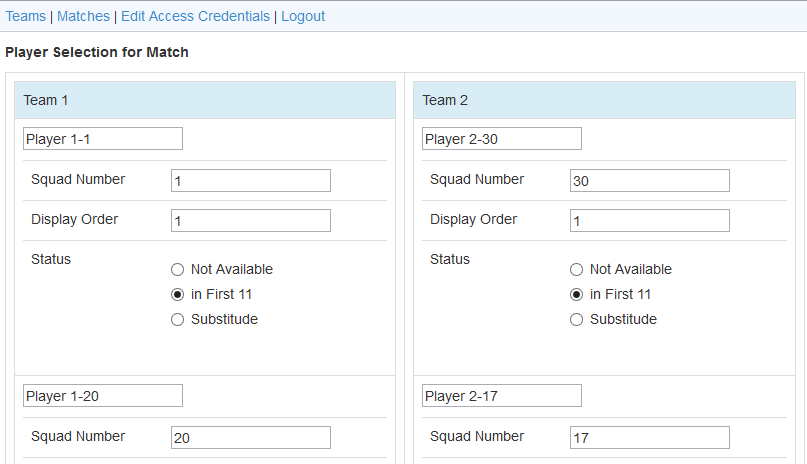 Teams | Matches | Edit Access Credentials | Logout
Player Selection for Match
Team 1
Player 1-1
Squad Number 1
Display Order 1
Status
Not Available
in First 11
Substitude
Player 1-20
Squad Number 20
Team 2
Player 2-30
Squad Number 30
Display Order 1
Status
Not Available
in First 11
Substitude
Player 2-17
Squad Number 17